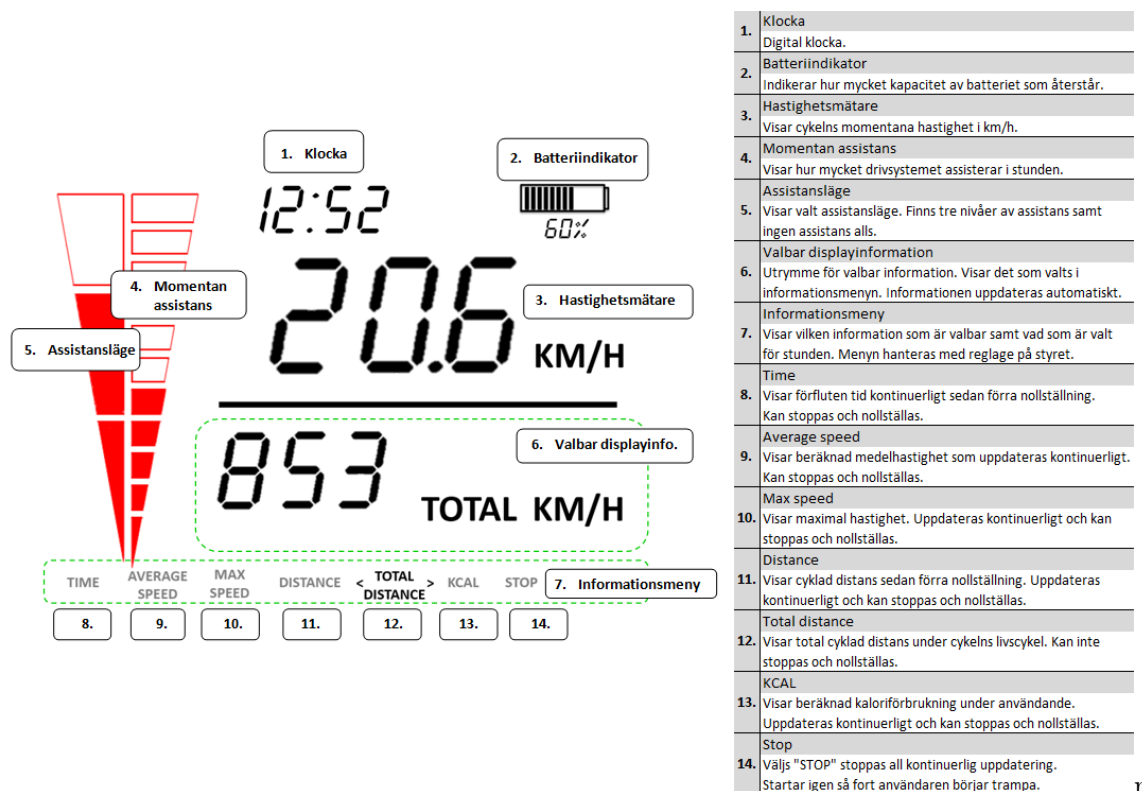 1. Klocka
12:52
2. Batteriindikator
60%
20.6 KM/H
3. Hastighetsmätare
4. Momentan
assistans
5. Assistansläge
853 TOTAL KM/H
6. Valbar displayinfo.
TIME AVERAGE SPEED MAX SPEED DISTANCE < TOTAL DISTANCE > KCAL STOP
7. Informationsmeny
8. 9. 10. 11. 12. 13. 14.
1. Klocka
Digital klocka.
2. Batteriindikator
Indikerar hur mycket kapacitet av batteriet som återstår.
3. Hastighetsmätare
Visar cykelns momentana hastighet i km/h.
4. Momentan assistans
Visar hur mycket drivsystemet assisterar i stunden.
5. Assistansläge
Visar valt assistansläge. Finns tre nivåer av assistans samt
ingen assistans alls.
6. Valbar displayinformation
Utrymme för valbar information. Visar det som valts i
informationsmenyn. Informationen uppdateras automatiskt.
7. Informationsmeny
Visar vilken information som är valbar samt vad som är valt
för stunden. Menyn hanteras med reglage på styret.
8. Time
Visar förfluten tid kontinuerligt sedan förra nollställning.
Kan stoppas och nollställas.
9. Average speed
Visar beräknad medelhastighet som uppdateras kontinuerligt.
Kan stoppas och nollställas.
10. Max speed
Visar maximal hastighet. Uppdateras kontinuerligt och kan
stoppas och nollställas.
11. Distance
Visar cyklad distans sedan förra nollställning. Uppdateras
kontinuerligt och kan stoppas och nollställas.
12. Total distance
Visar total cyklad distans under cykelns livscykel. Kan inte
stoppas och nollställas.
13. KCAL
Visar beräknad kaloriförbrukning under användande.
Uppdateras kontinuerligt och kan stoppas och nollställas.
14. Stop
Väljs "STOP" stoppas all kontinuerlig uppdatering.
Startar igen så fort användaren börjar trampa.